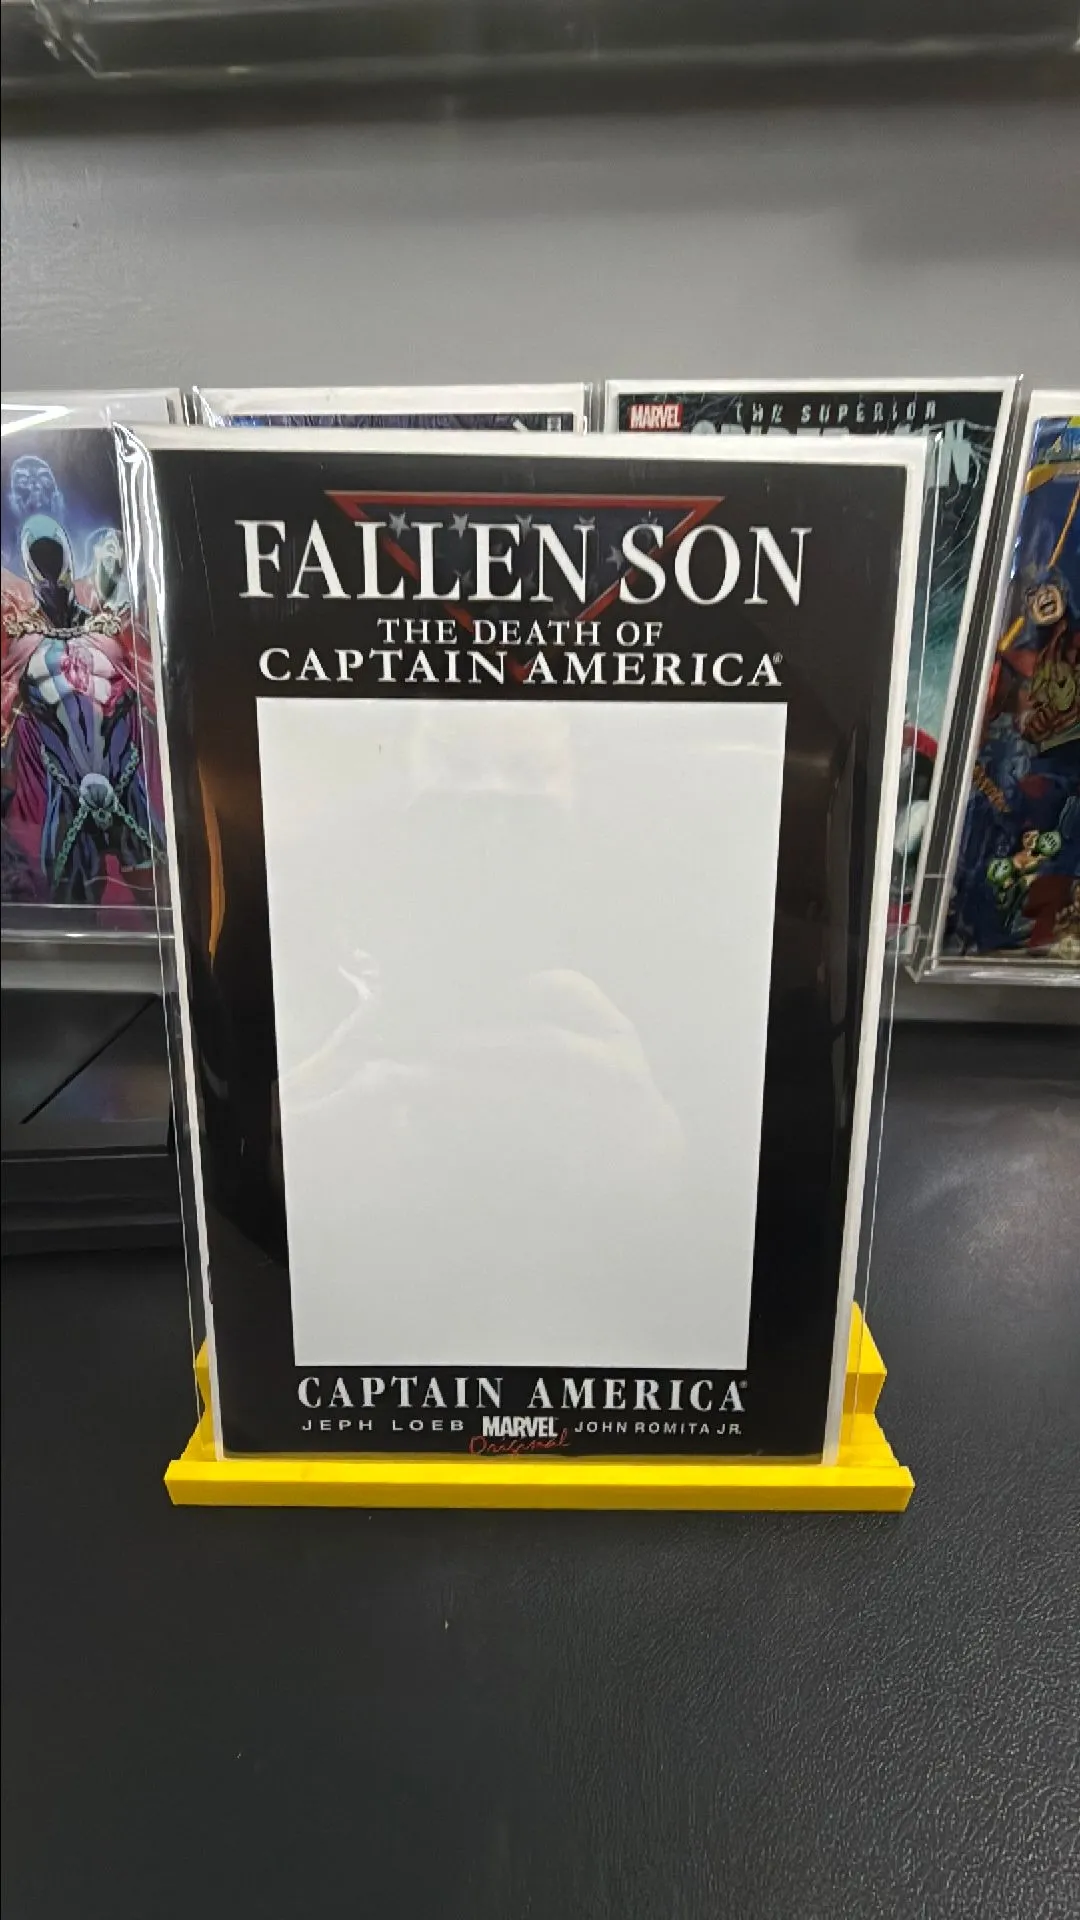 MARVEL
THE SUPERIOR
FALLEN SON
THE DEATH OF
CAPTAIN AMERICA®
CAPTAIN AMERICA®
JEPH LOEB MARVEL JOHN ROMITA JR.
Original